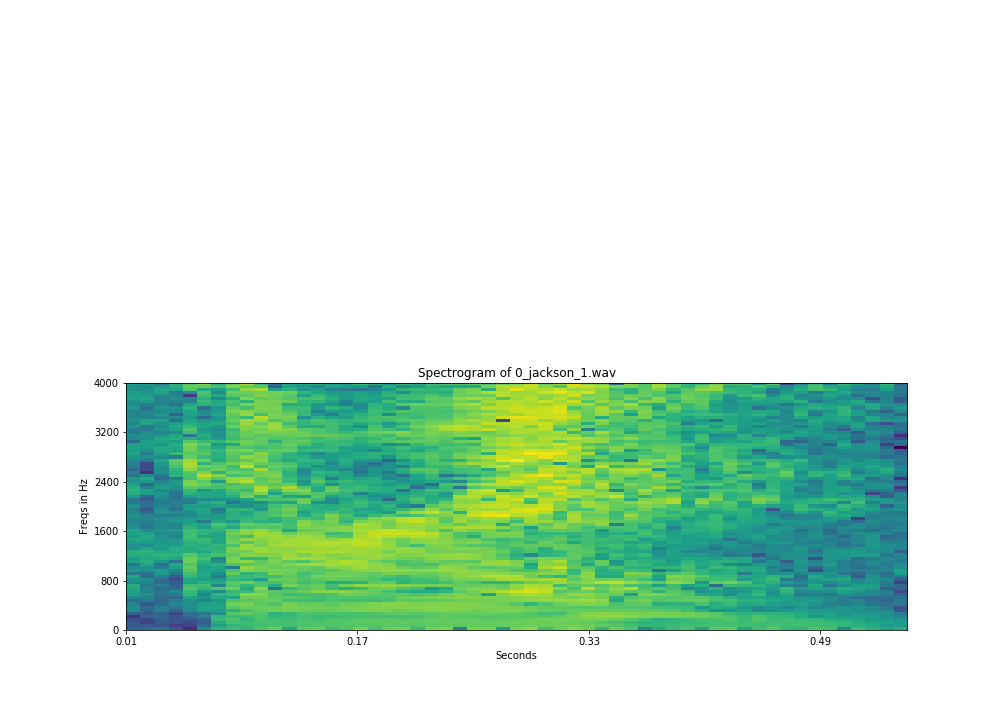 Spectrogram of 0_jackson_1.wav
4000
3200
2400
1600
800
0
Freqs in Hz
0.01 0.17 0.33 0.49
Seconds